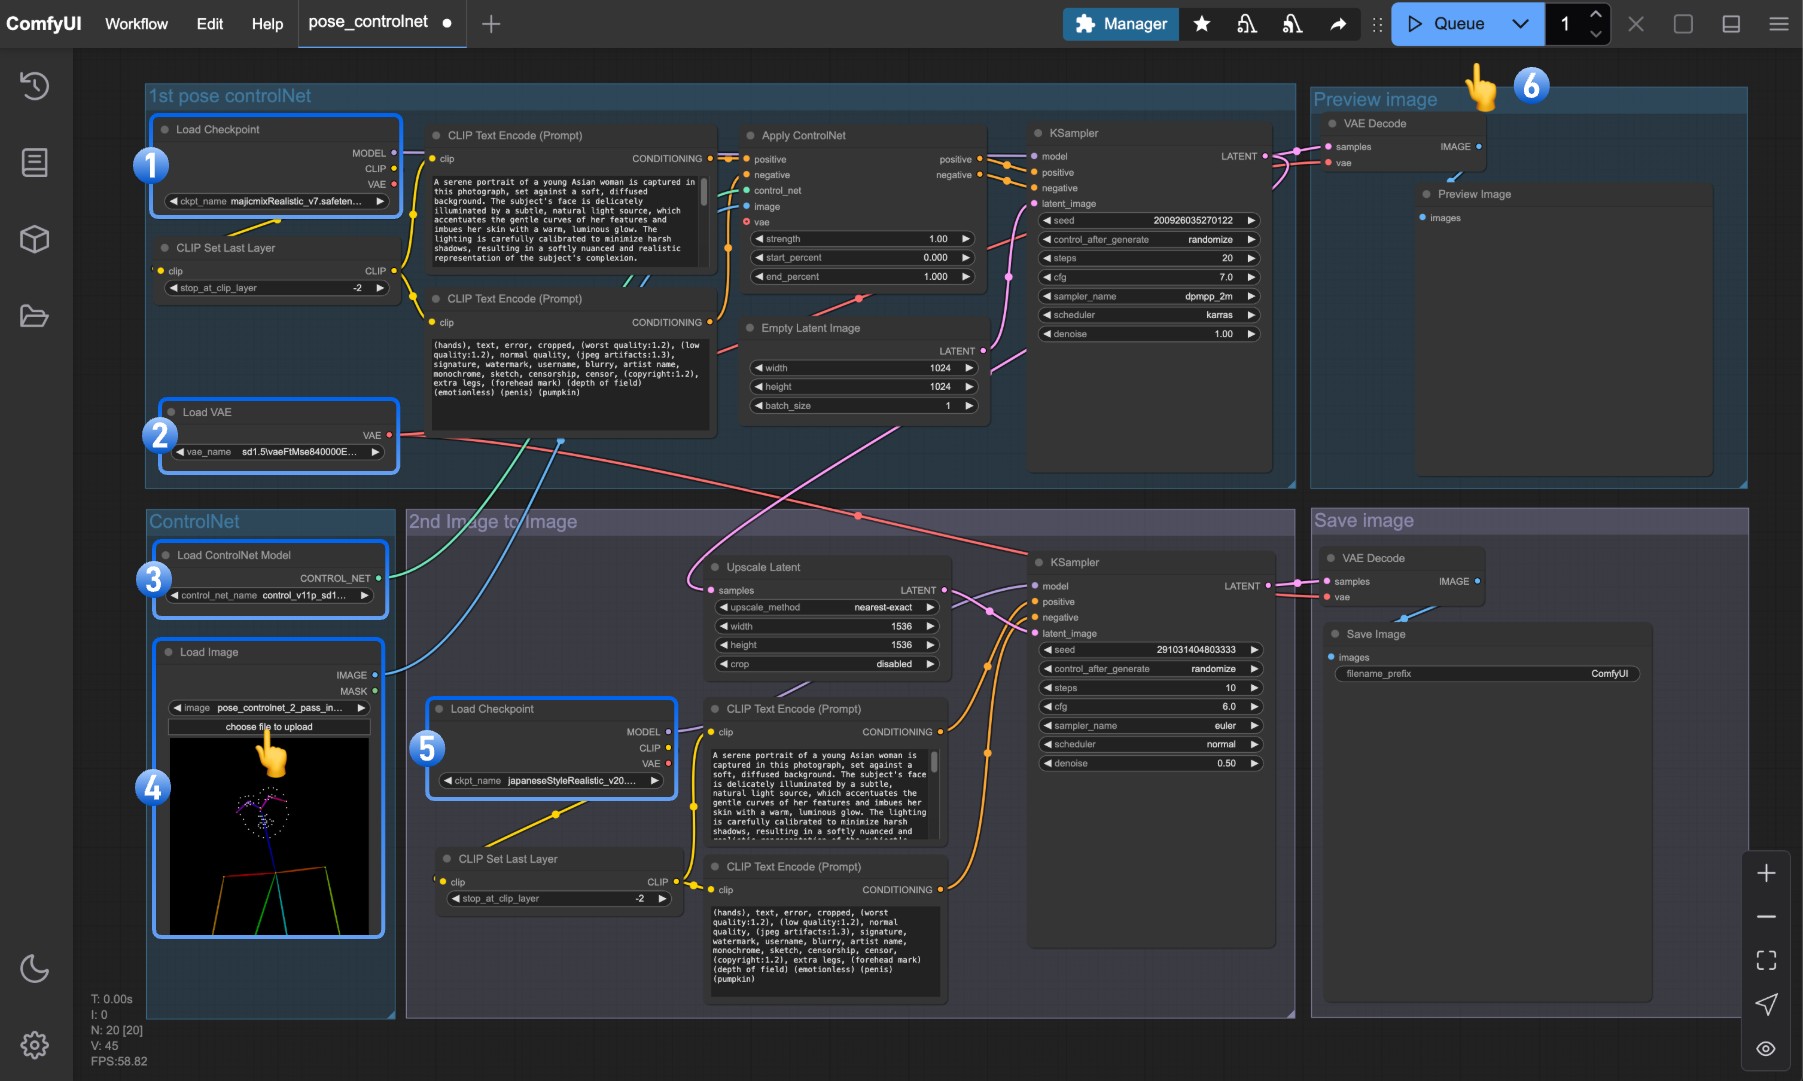 ComfyUI
Workflow
Edit
Help
pose_controlnet
Manager
Queue
1
6
1st pose controlNet
1
Load Checkpoint
MODEL
CLIP
VAE
ckpt_name majicmixRealistic_v7.safeten...
CLIP Set Last Layer
clip
CLIP
stop_at_clip_layer -2
2
Load VAE
VAE
vae_name sd1.5\vaeFtMse840000E...
CLIP Text Encode (Prompt)
clip
CONDITIONING
A serene portrait of a young Asian woman is captured in
this photograph, set against a soft, diffused
background. The subject's face is delicately
illuminated by a subtle, natural light source, which
accentuates the gentle curves of her features and
imbues her skin with a warm, luminous glow. The
lighting is carefully calibrated to minimize harsh
shadows, resulting in a softly nuanced and realistic
representation of the subject's complexion.
CLIP Text Encode (Prompt)
clip
CONDITIONING
(hands), text, error, cropped, (worst quality:1.2), (low
quality:1.2), normal quality, (jpeg artifacts:1.3),
signature, watermark, username, blurry, artist name,
monochrome, sketch, censorship, censor, (copyright:1.2),
extra legs, (forehead mark) (depth of field)
(emotionless) (penis) (pumpkin)
Apply ControlNet
positive
positive
negative
negative
control_net
image
vae
strength 1.00
start_percent 0.000
end_percent 1.000
Empty Latent Image
LATENT
width 1024
height 1024
batch_size 1
KSampler
model
LATENT
positive
negative
latent_image
seed 200926035270122
control_after_generate randomize
steps 20
cfg 7.0
sampler_name dpmpp_2m
scheduler karras
denoise 1.00
Preview image
VAE Decode
samples
IMAGE
vae
Preview Image
images
ControlNet
3
Load ControlNet Model
CONTROL_NET
control_net_name control_v11p_sd1...
4
Load Image
IMAGE
MASK
image pose_controlnet_2_pass_in...
choose file to upload
2nd Image to Image
Upscale Latent
samples
LATENT
upscale_method nearest-exact
width 1536
height 1536
crop disabled
5
Load Checkpoint
MODEL
CLIP
VAE
ckpt_name japaneseStyleRealistic_v20....
CLIP Set Last Layer
clip
CLIP
stop_at_clip_layer -2
CLIP Text Encode (Prompt)
clip
CONDITIONING
A serene portrait of a young Asian woman is
captured in this photograph, set against a
soft, diffused background. The subject's face
is delicately illuminated by a subtle,
natural light source, which accentuates the
gentle curves of her features and imbues her
skin with a warm, luminous glow. The lighting
is carefully calibrated to minimize harsh
shadows, resulting in a softly nuanced and
realistic representation of the subject's
CLIP Text Encode (Prompt)
clip
CONDITIONING
(hands), text, error, cropped, (worst
quality:1.2), (low quality:1.2), normal
quality, (jpeg artifacts:1.3), signature,
watermark, username, blurry, artist name,
monochrome, sketch, censorship, censor,
(copyright:1.2), extra legs, (forehead mark)
(depth of field) (emotionless) (penis)
(pumpkin)
KSampler
model
LATENT
positive
negative
latent_image
seed 291031404803333
control_after_generate randomize
steps 10
cfg 6.0
sampler_name euler
scheduler normal
denoise 0.50
Save image
VAE Decode
samples
IMAGE
vae
Save Image
images
filename_prefix ComfyUI
T: 0.00s
I: 0
N: 20 [20]
V: 45
FPS:58.82